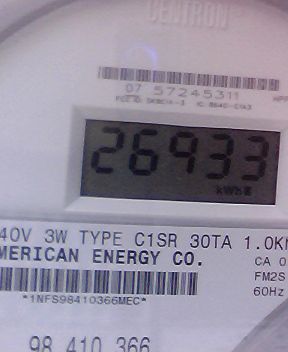 CENTRON®
07 57245311
26933
kWh
40V 3W TYPE C1SR 30TA 1.0K
MERICAN ENERGY CO.
CA 0
FM2S
60Hz
*1NFS98410366MEC*
98 410 366